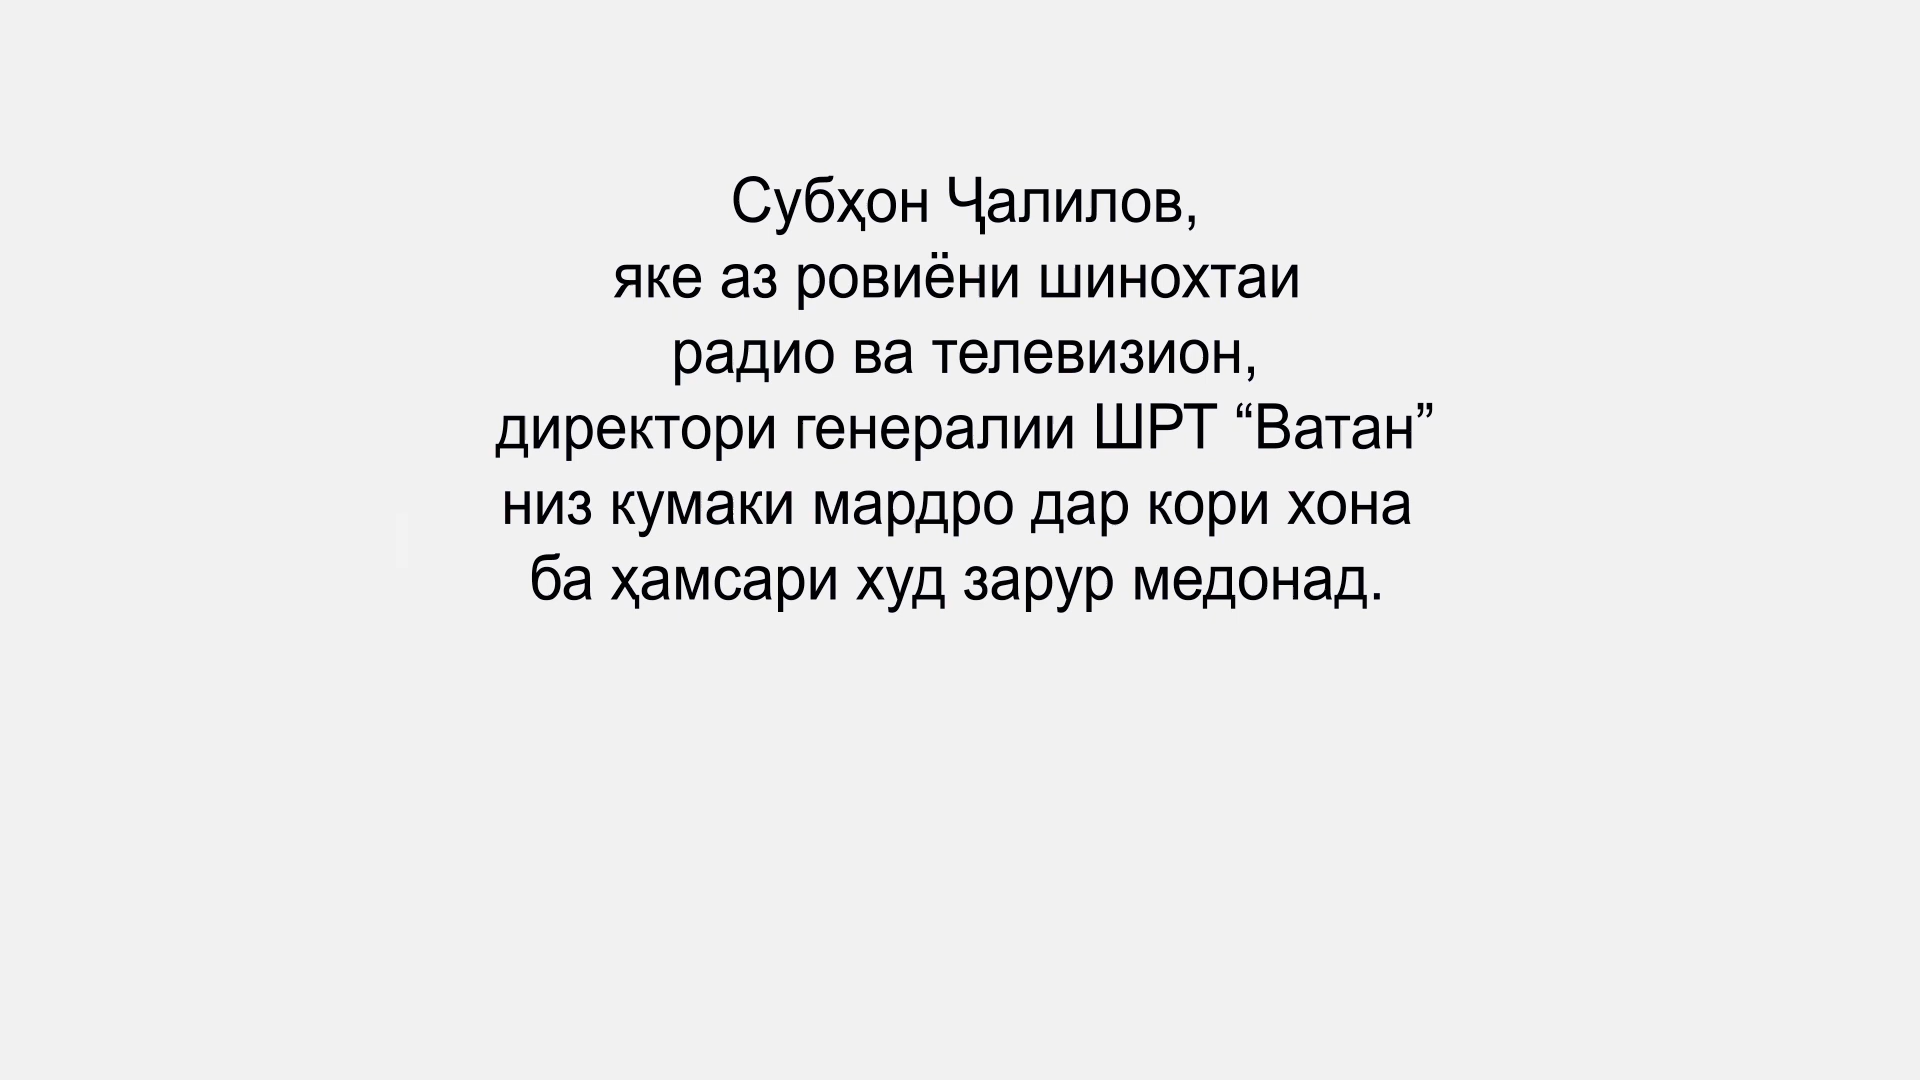 Субҳон Ҷалилов,
яке аз ровиёни шинохтаи
радио ва телевизион,
директори генералии ШРТ “Ватан”
низ кумаки мардро дар кори хона
ба ҳамсари худ зарур медонад.